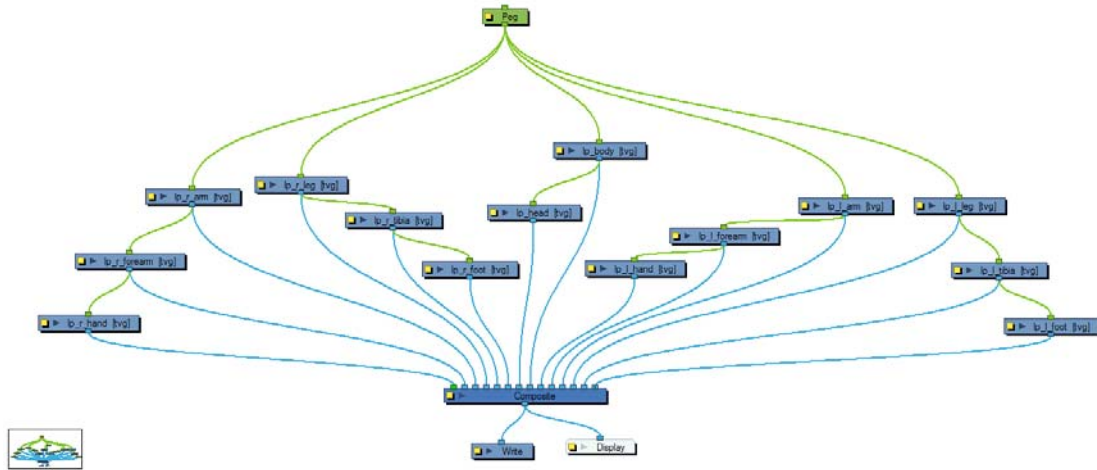 Peg
lp_body [tvg]
lp_r_leg [tvg]
lp_r_arm [tvg]
lp_l_arm [tvg]
lp_l_leg [tvg]
lp_head [tvg]
lp_r_tibia [tvg]
lp_l_forearm [tvg]
lp_r_forearm [tvg]
lp_r_foot [tvg]
lp_l_hand [tvg]
lp_l_tibia [tvg]
lp_r_hand [tvg]
lp_l_foot [tvg]
Composite
Write
Display